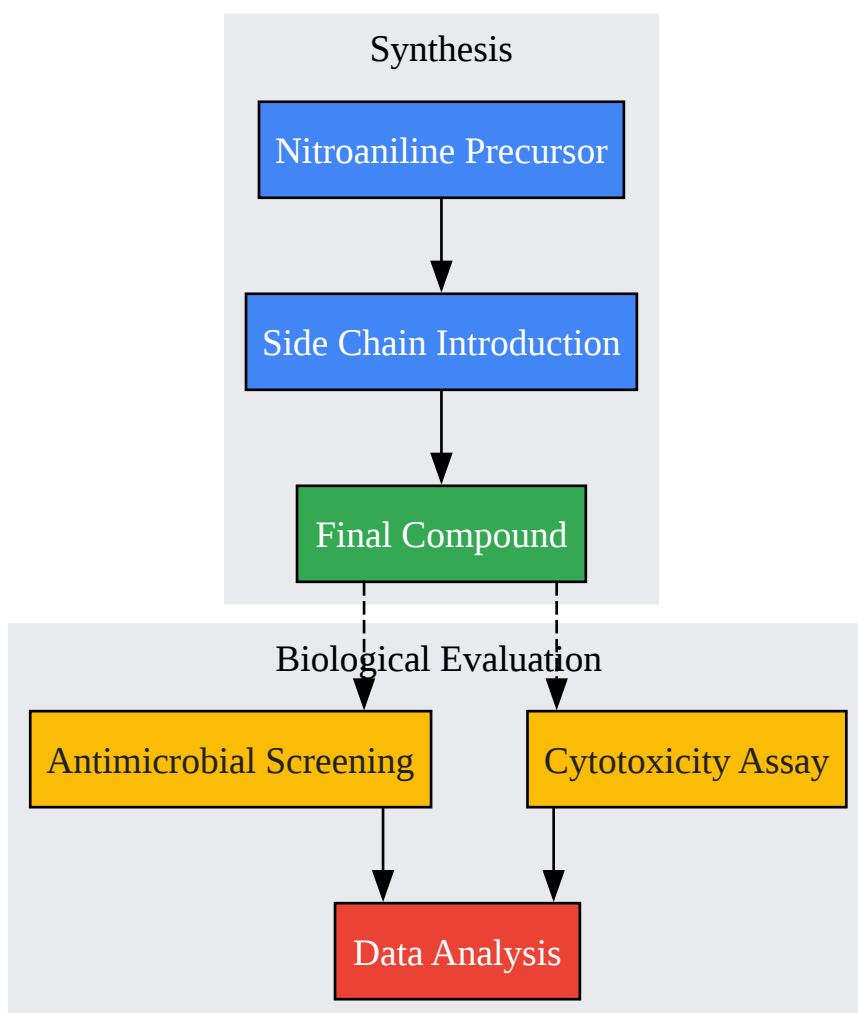 Synthesis
Nitroaniline Precursor
Side Chain Introduction
Final Compound
Biological Evaluation
Antimicrobial Screening
Cytotoxicity Assay
Data Analysis